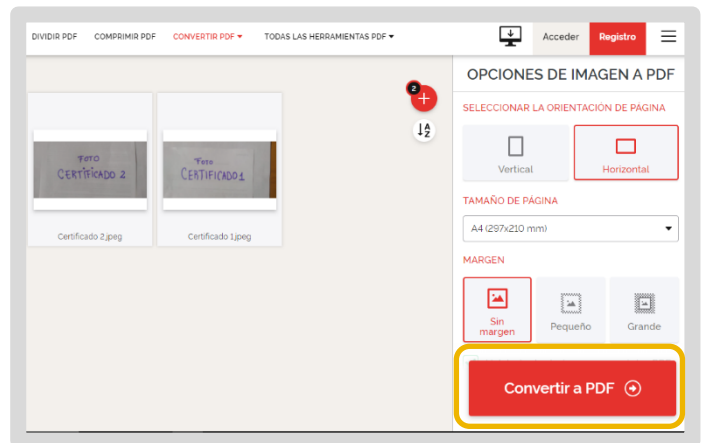 DIVIDIR PDF COMPRIMIR PDF CONVERTIR PDF TODAS LAS HERRAMIENTAS PDF Acceder Registro
OPCIONES DE IMAGEN A PDF
2
SELECCIONAR LA ORIENTACIÓN DE PÁGINA
Vertical Horizontal
TAMAÑO DE PÁGINA
A4 (297x210 mm)
MARGEN
Sin margen Pequeño Grande
Convertir a PDF
FOTO
CERTIFICADO 2
FOTO
CERTIFICADO 1
Certificado 2.jpeg Certificado 1.jpeg